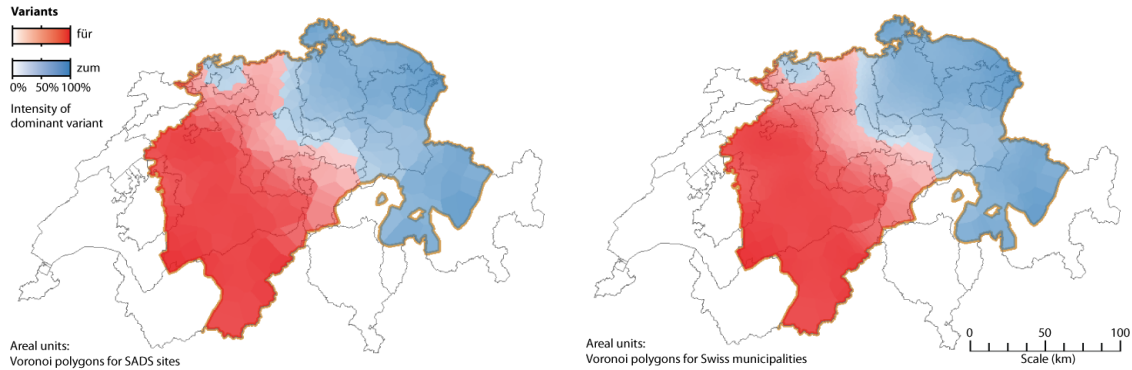 Variants
für
zum
0% 50% 100%
Intensity of
dominant variant
Areal units:
Voronoi polygons for SADS sites
Areal units:
Voronoi polygons for Swiss municipalities
0 50 100
Scale (km)